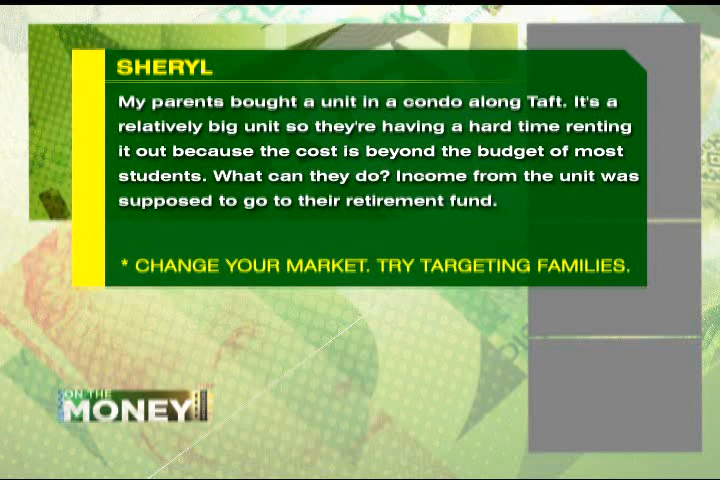 SHERYL
My parents bought a unit in a condo along Taft. It's a
relatively big unit so they're having a hard time renting
it out because the cost is beyond the budget of most
students. What can they do? Income from the unit was
supposed to go to their retirement fund.
* CHANGE YOUR MARKET. TRY TARGETING FAMILIES.
ON THE
MONEY